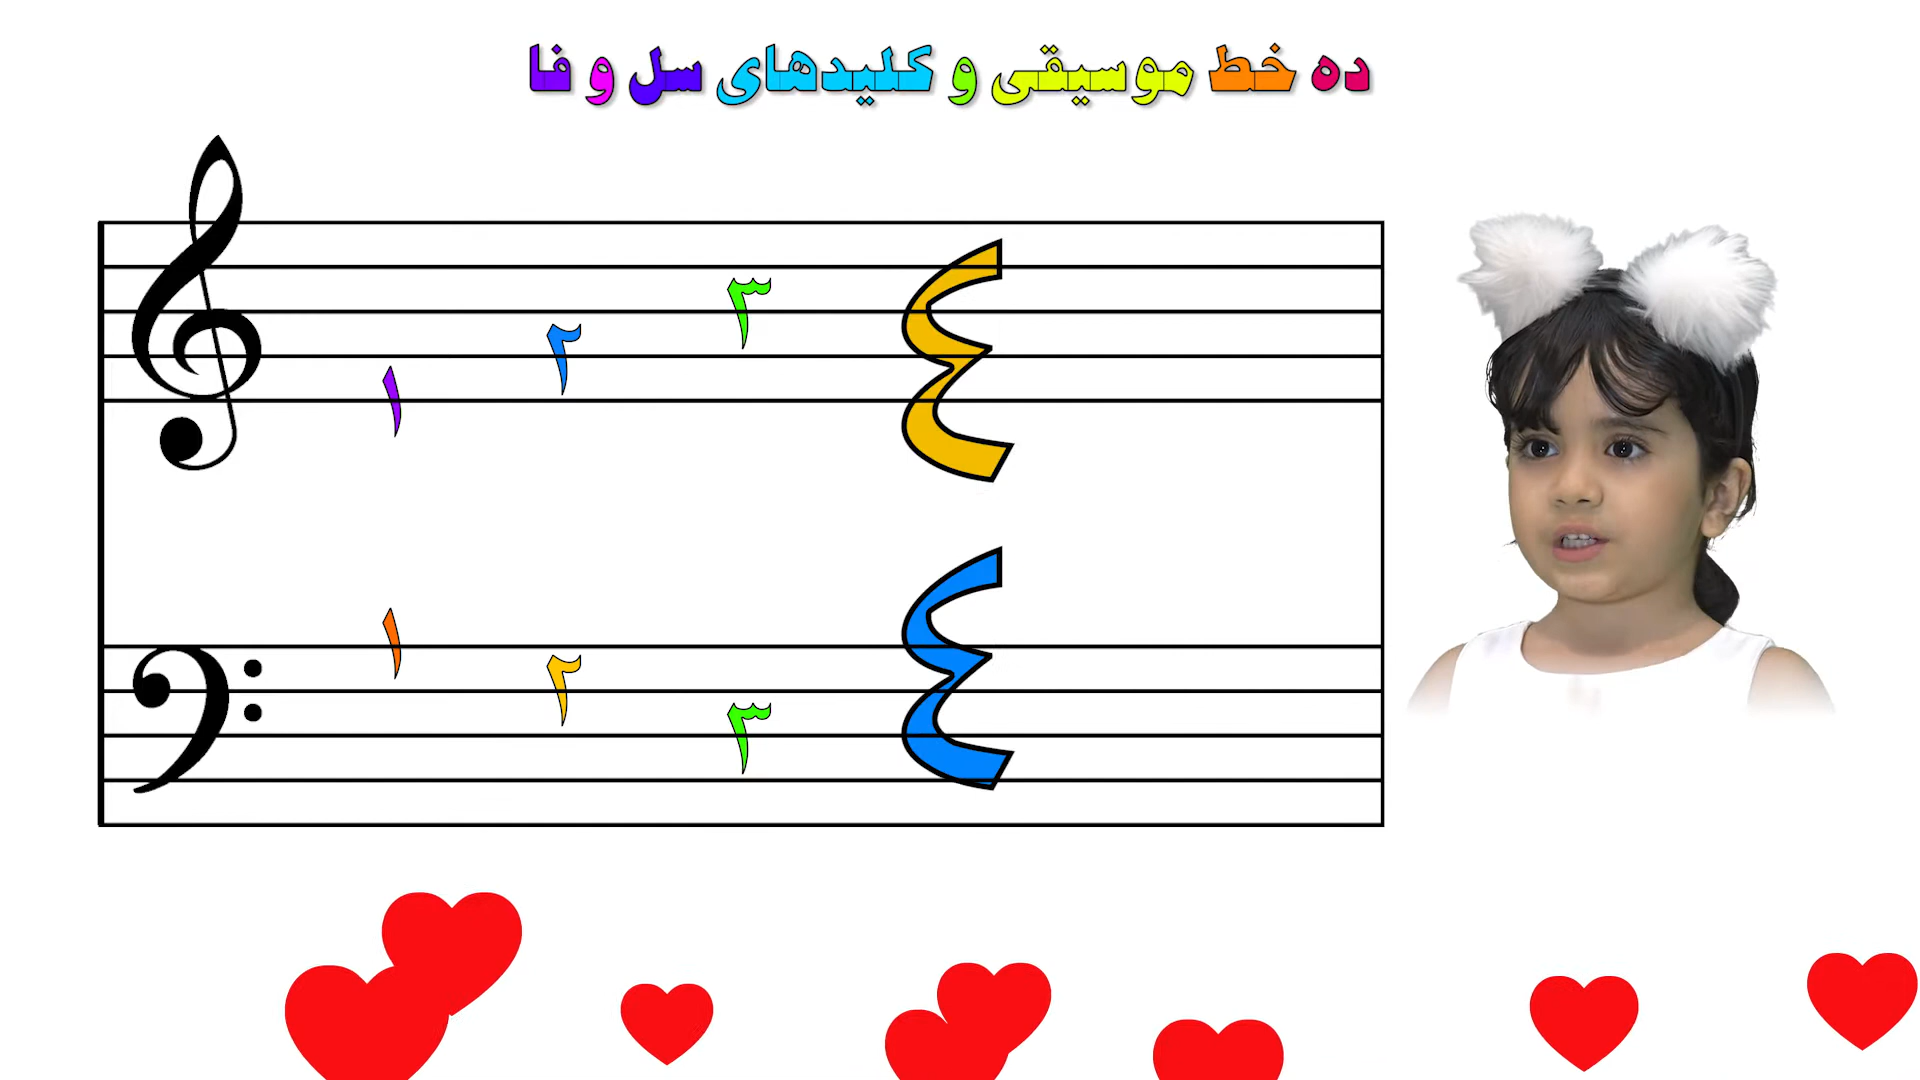 ده خط موسیقی و کلیدهای سل و فا
۱ ۲ ۳ ٤
۱ ۲ ۳ ٤